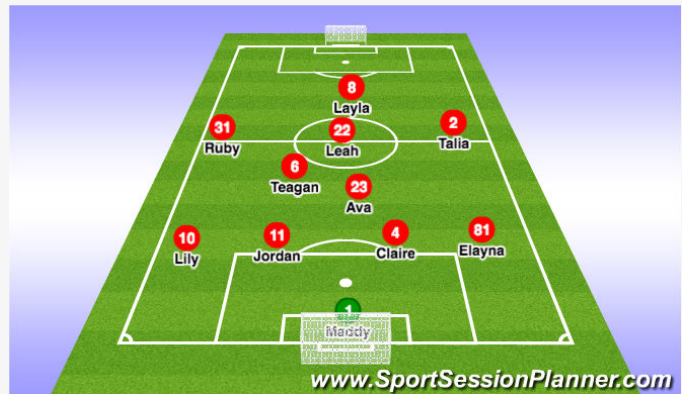 8
Layla
31
Ruby
22
Leah
2
Talia
6
Teagan
23
Ava
10
Lily
11
Jordan
4
Claire
81
Elayna
1
Maddy
www.SportSessionPlanner.com